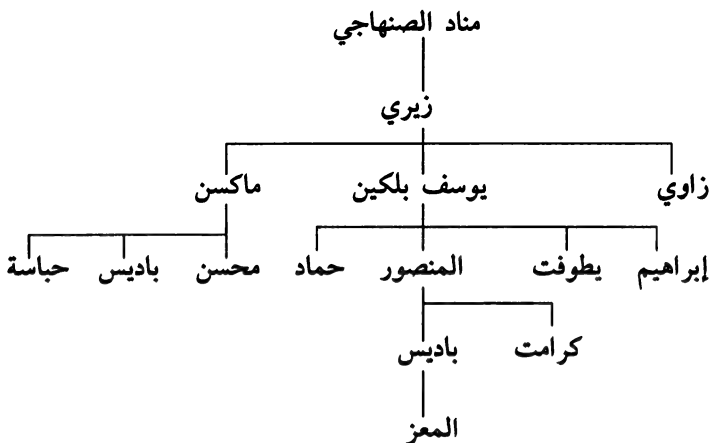 مناد الصنهاجي
زيري
زاوي يوسف بلكين ماكسن
إبراهيم يطوفت المنصور حماد محسن باديس حباسة
كرامت باديس
المعز